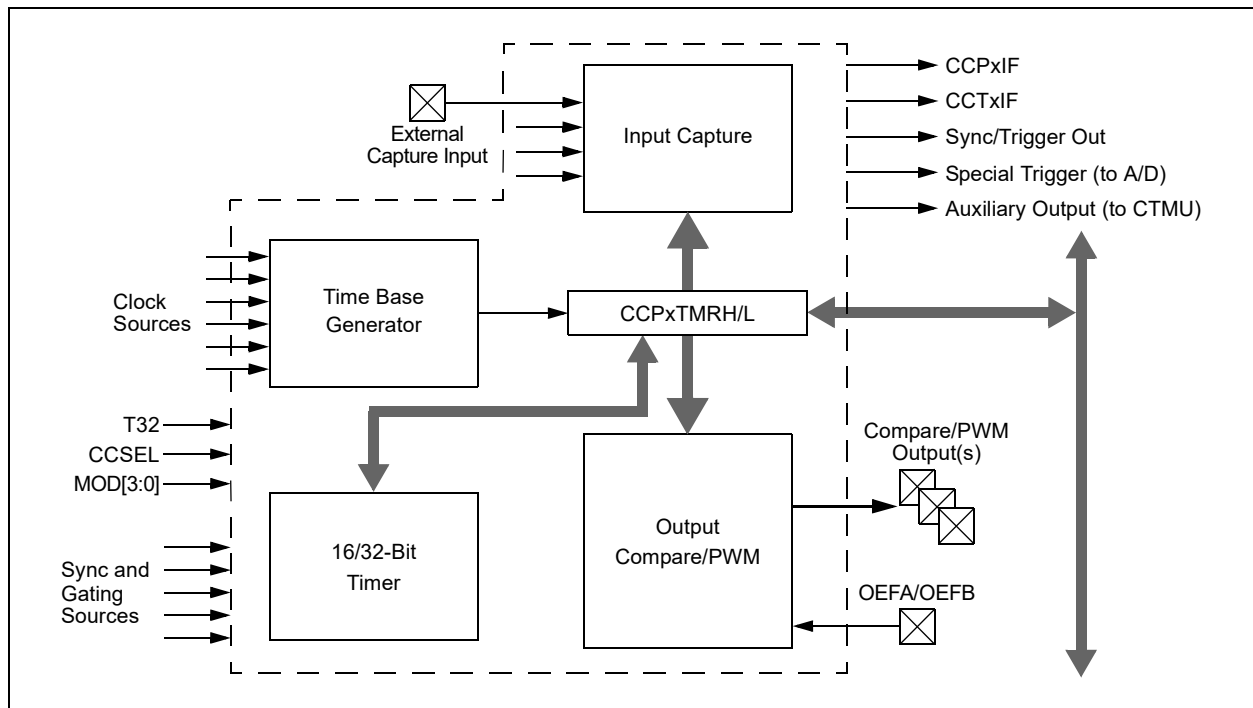 CCPxIF
CCTxIF
Sync/Trigger Out
Special Trigger (to A/D)
Auxiliary Output (to CTMU)
External
Capture Input
Input Capture
Clock
Sources
Time Base
Generator
CCPxTMRH/L
T32
CCSEL
MOD[3:0]
Sync and
Gating
Sources
16/32-Bit
Timer
Output
Compare/PWM
Compare/PWM
Output(s)
OEFA/OEFB